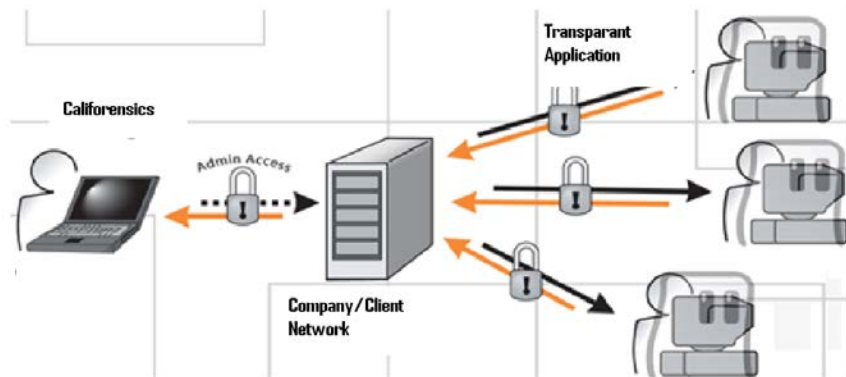 Transparant
Application
Califorensics
Admin Access
Company/Client
Network